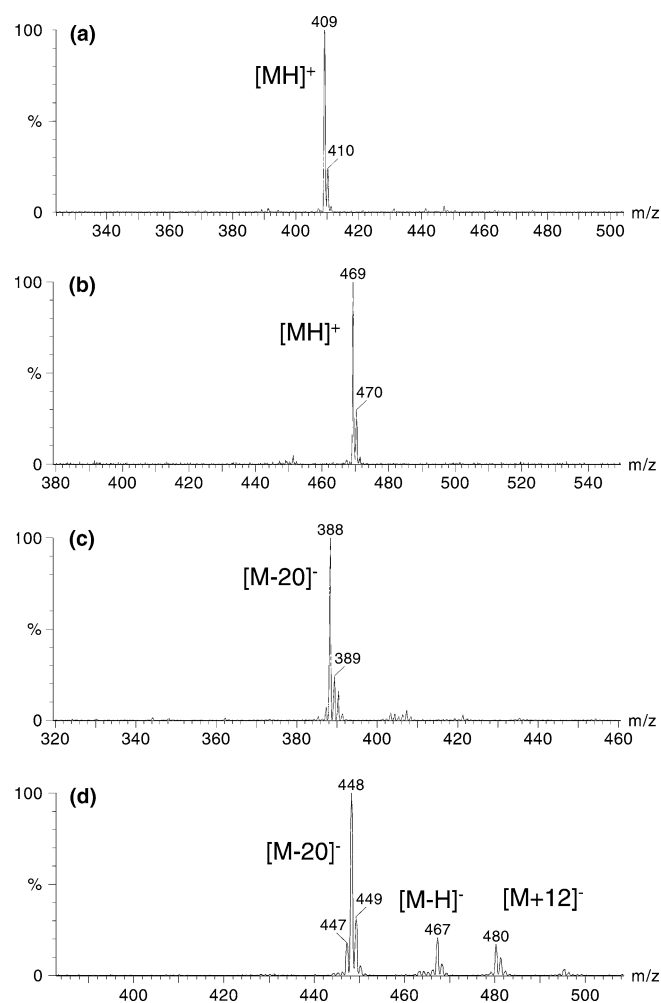 100
(a)
409
[MH]+
%
410
0
340 360 380 400 420 440 460 480 500
m/z
100
(b)
469
[MH]+
%
470
0
380 400 420 440 460 480 500 520 540
m/z
100
(c)
388
[M-20]-
%
389
0
320 340 360 380 400 420 440 460
m/z
100
(d)
448
[M-20]-
%
447
449
[M-H]-
467
[M+12]-
480
0
400 420 440 460 480 500
m/z